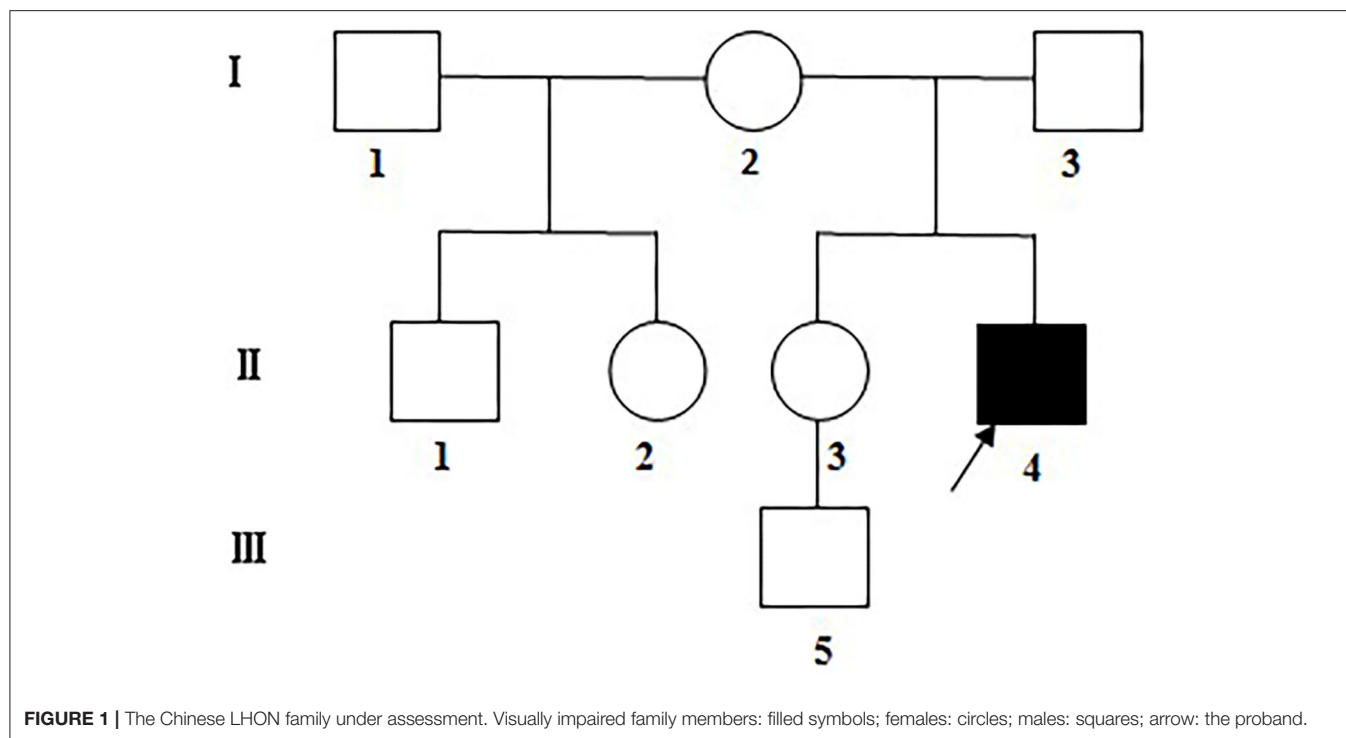 I
1 2 3
II
1 2 3 4
III
5
FIGURE 1 | The Chinese LHON family under assessment. Visually impaired family members: filled symbols; females: circles; males: squares; arrow: the proband.